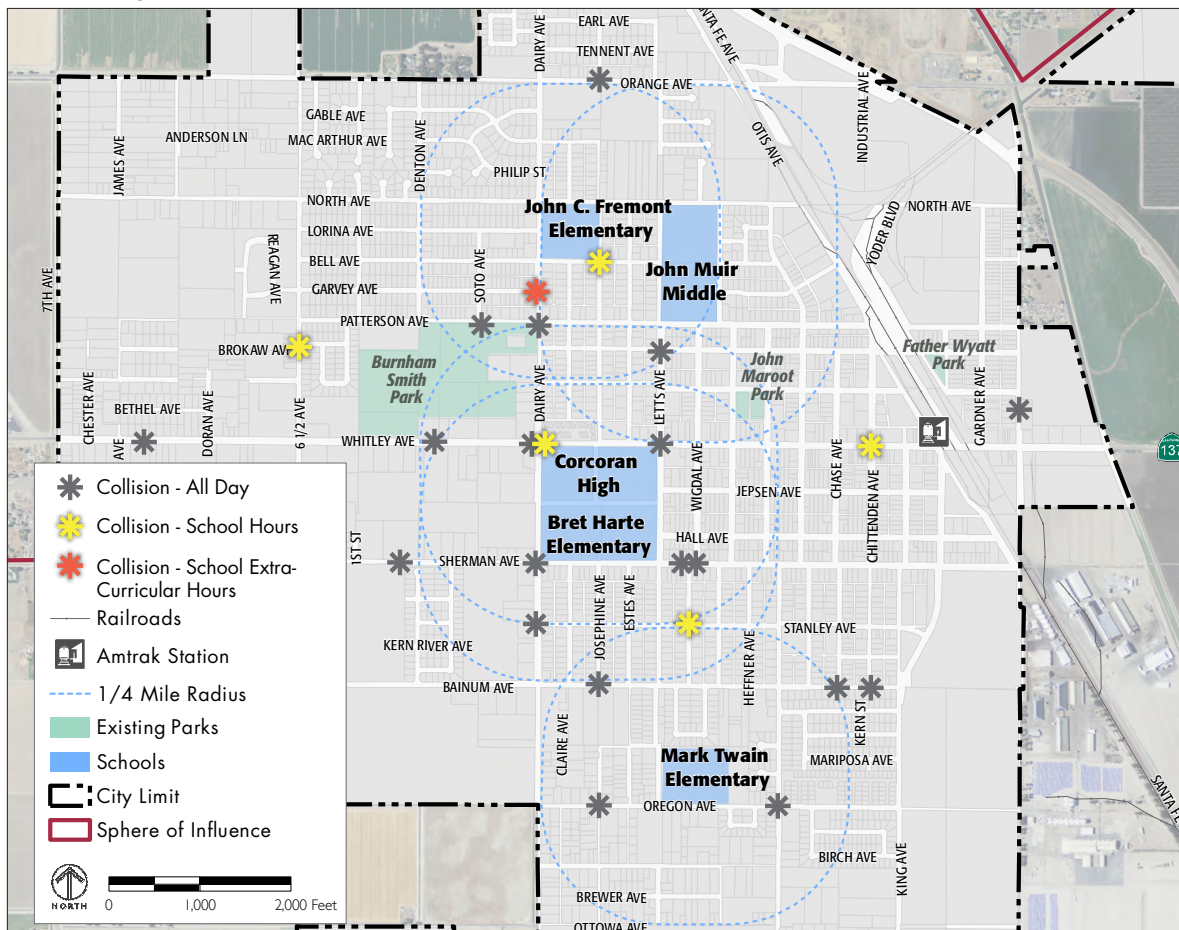 EARL AVE
TENNENT AVE
DAIRY AVE
SANTA FE AVE
ORANGE AVE
OTIS AVE
INDUSTRIAL AVE
GABLE AVE
ANDERSON LN
MAC ARTHUR AVE
JAMES AVE
DENTON AVE
PHILIP ST
NORTH AVE
John C. Fremont
Elementary
NORTH AVE
YODER BLVD
LORINA AVE
REAGAN AVE
BELL AVE
SOTO AVE
John Muir
Middle
GARVEY AVE
7TH AVE
PATTERSON AVE
BROKAW AVE
Burnham
Smith
Park
John
Maroot
Park
Father Wyatt
Park
CHESTER AVE
BETHEL AVE
DORAN AVE
6 1/2 AVE
DAIRY AVE
LETTS AVE
GARDNER AVE
AVE
WHITLEY AVE
137
Corcoran
High
WIGDAL AVE
JEPSEN AVE
CHASE AVE
CHITTENDEN AVE
Bret Harte
Elementary
HALL AVE
1ST ST
SHERMAN AVE
JOSEPHINE AVE
ESTES AVE
STANLEY AVE
KERN RIVER AVE
HEFFNER AVE
BAINUM AVE
KERN ST
CLAIRE AVE
Mark Twain
Elementary
MARIPOSA AVE
OREGON AVE
SANTA FE
BIRCH AVE
KING AVE
BREWER AVE
OTTOWA AVE
Collision - All Day
Collision - School Hours
Collision - School Extra-
Curricular Hours
Railroads
Amtrak Station
1/4 Mile Radius
Existing Parks
Schools
City Limit
Sphere of Influence
NORTH
0 1,000 2,000 Feet